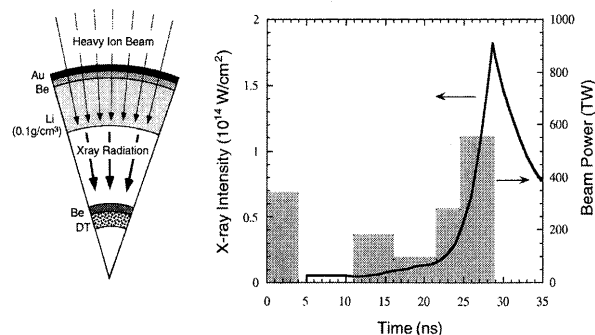 Heavy Ion Beam
Au
Be
Li
(0.1g/cm³)
Xray Radiation
Be
DT
X-ray Intensity (10¹⁴ W/cm²)
2
1.5
1
0.5
0
0 5 10 15 20 25 30 35
Time (ns)
1000
800
600
400
200
0
Beam Power (TW)